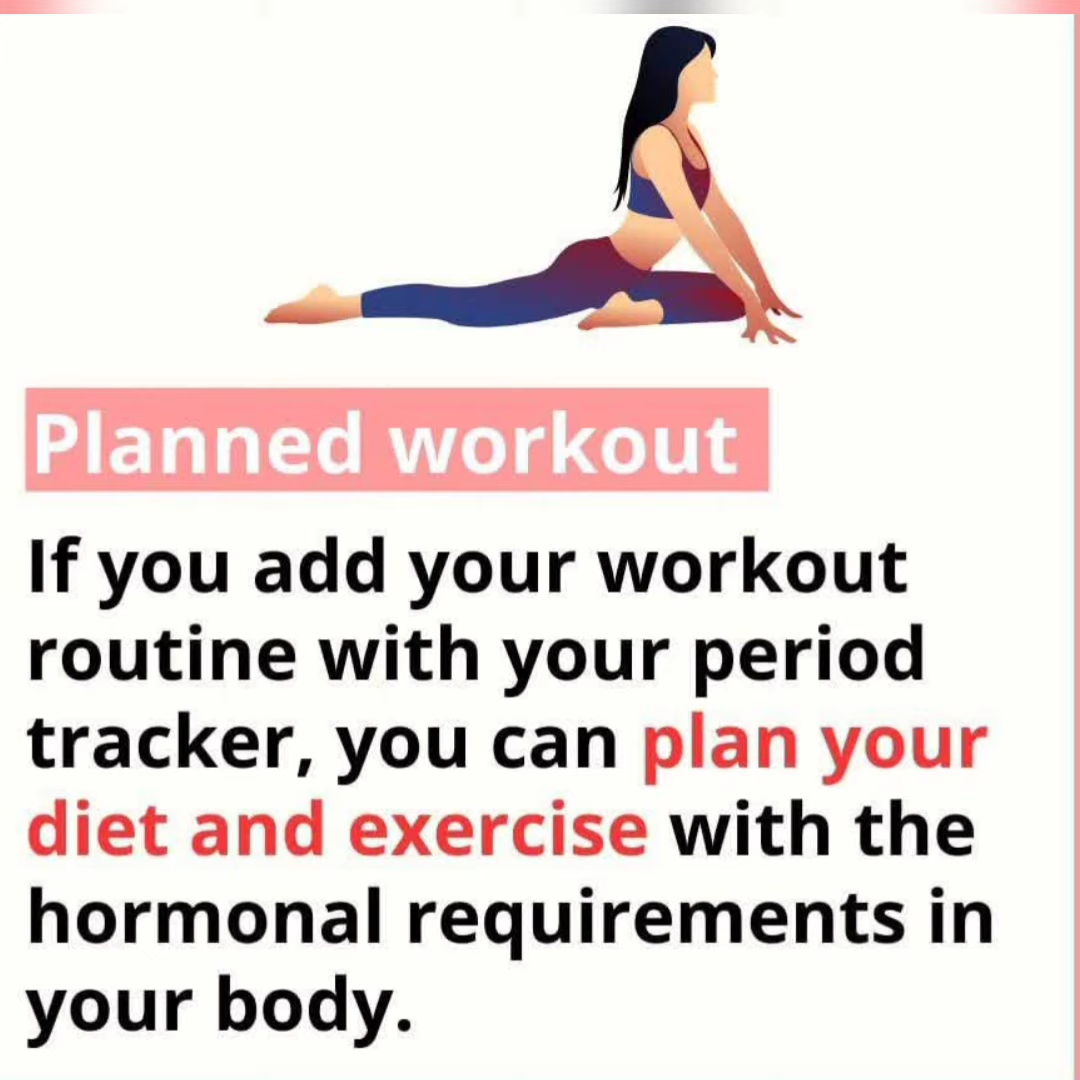 Planned workout
If you add your workout
routine with your period
tracker, you can plan your
diet and exercise with the
hormonal requirements in
your body.